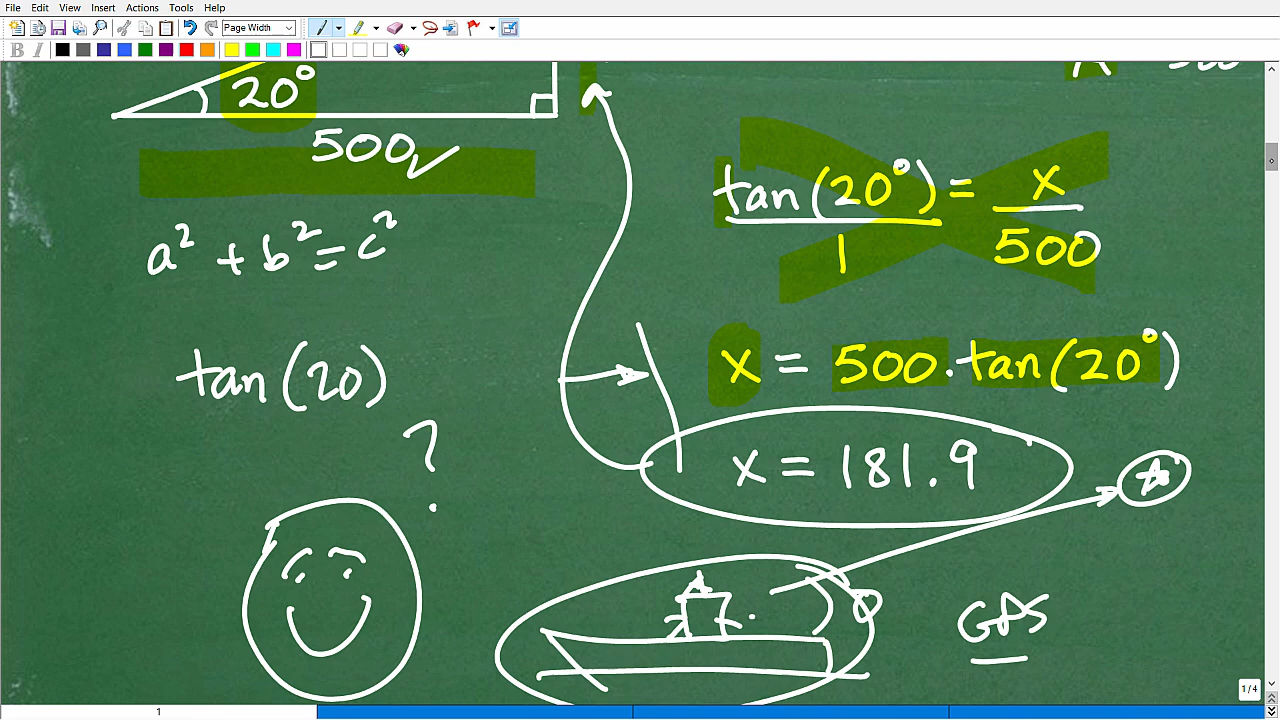 File Edit View Insert Actions Tools Help
Page Width
B I
20°
500
tan(20°) = x
1 500
a² + b² = c²
x = 500·tan(20°)
tan(20)
?
x = 181.9
GPS
1/4
1